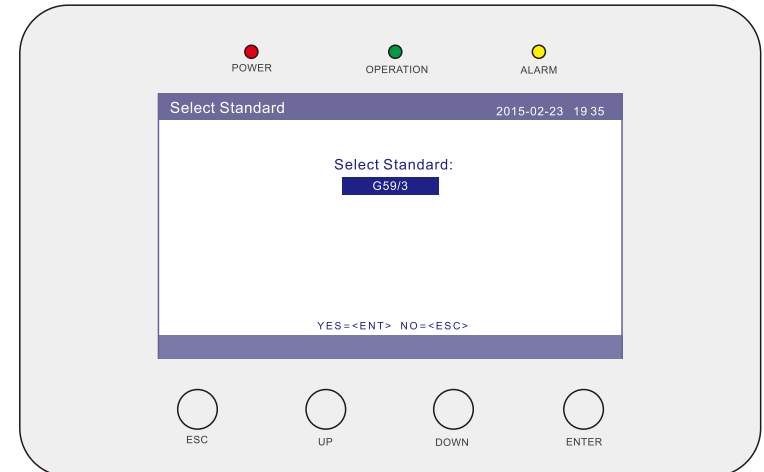 POWER OPERATION ALARM
Select Standard 2015-02-23 19 35
Select Standard:
G59/3
YES=<ENT> NO=<ESC>
ESC UP DOWN ENTER